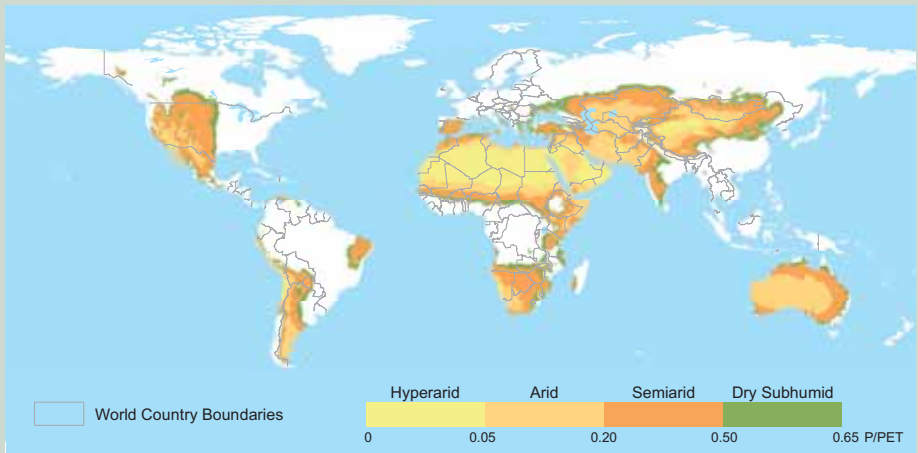 Hyperarid Arid Semiarid Dry Subhumid
World Country Boundaries
0 0.05 0.20 0.50 0.65 P/PET